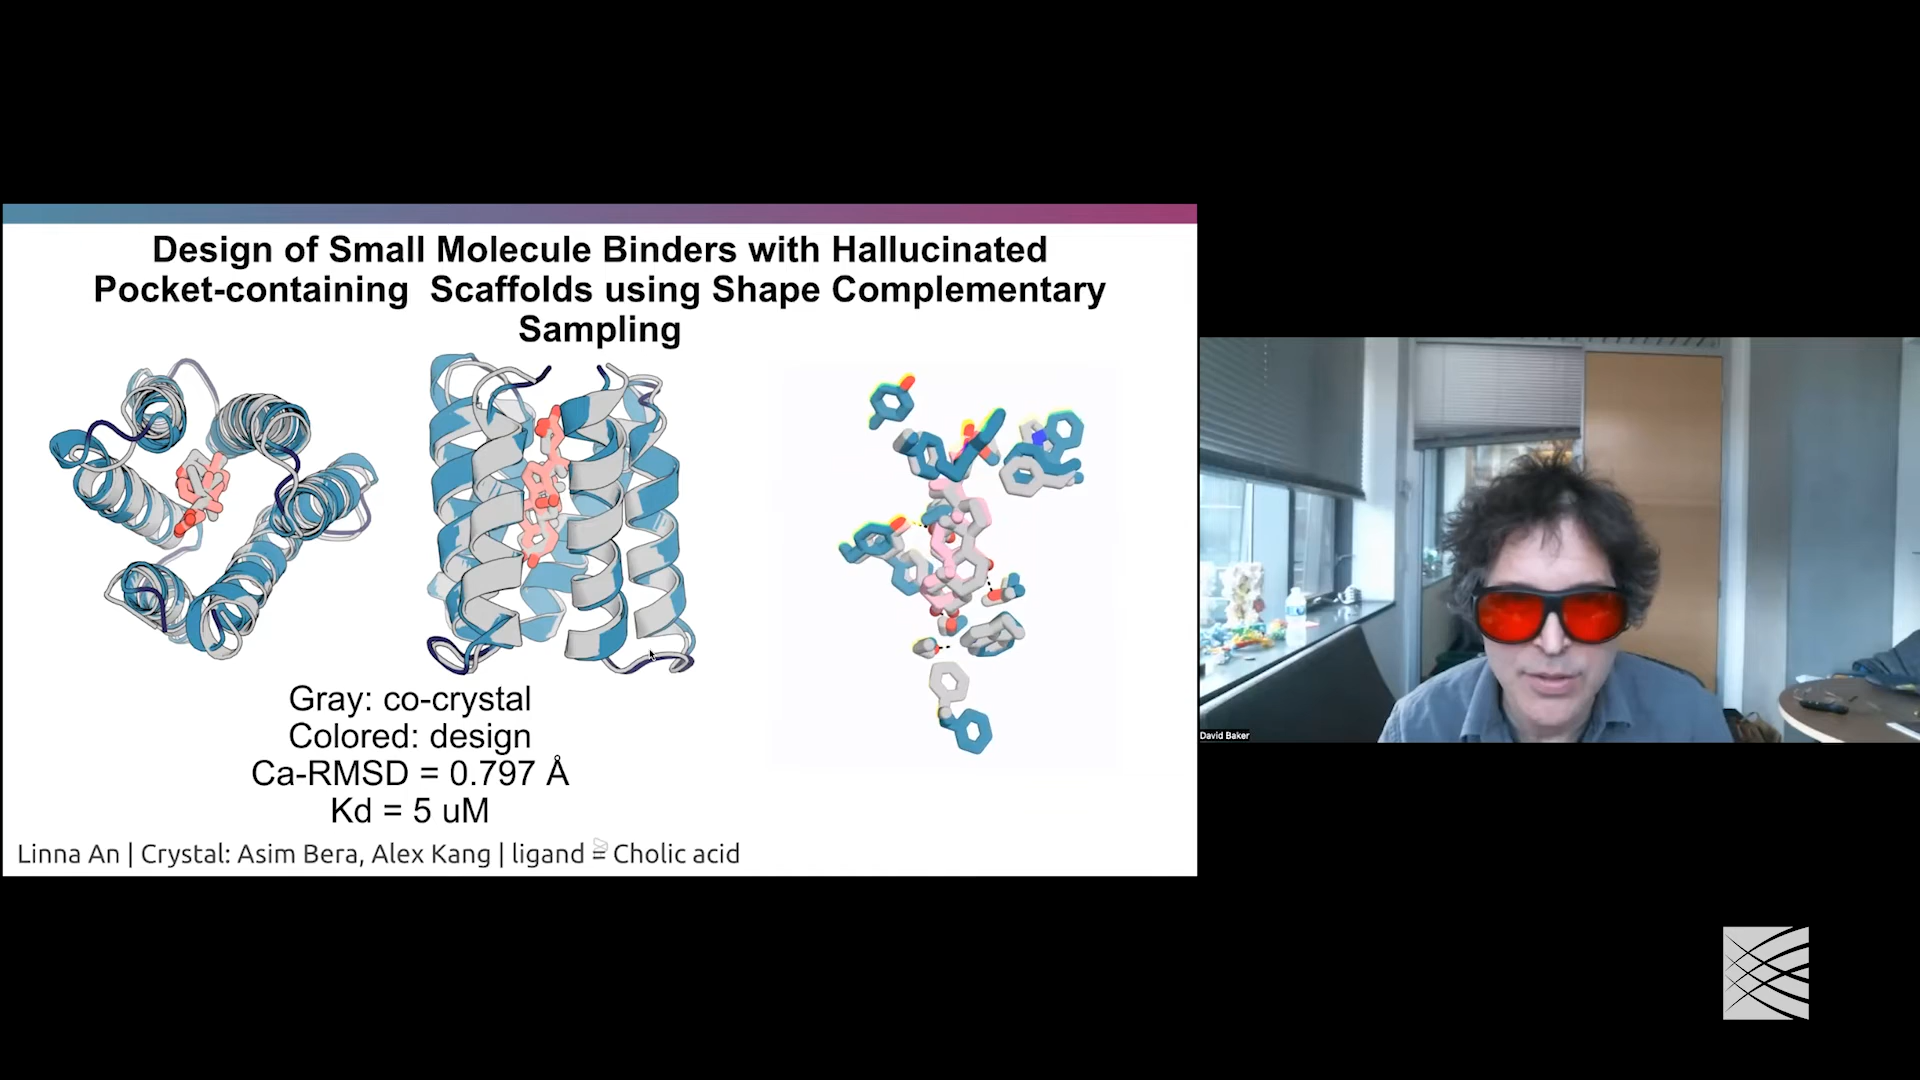 Design of Small Molecule Binders with Hallucinated
Pocket-containing  Scaffolds using Shape Complementary
Sampling
Gray: co-crystal
Colored: design
Ca-RMSD = 0.797 Å
Kd = 5 uM
Linna An | Crystal: Asim Bera, Alex Kang | ligand = Cholic acid
David Baker